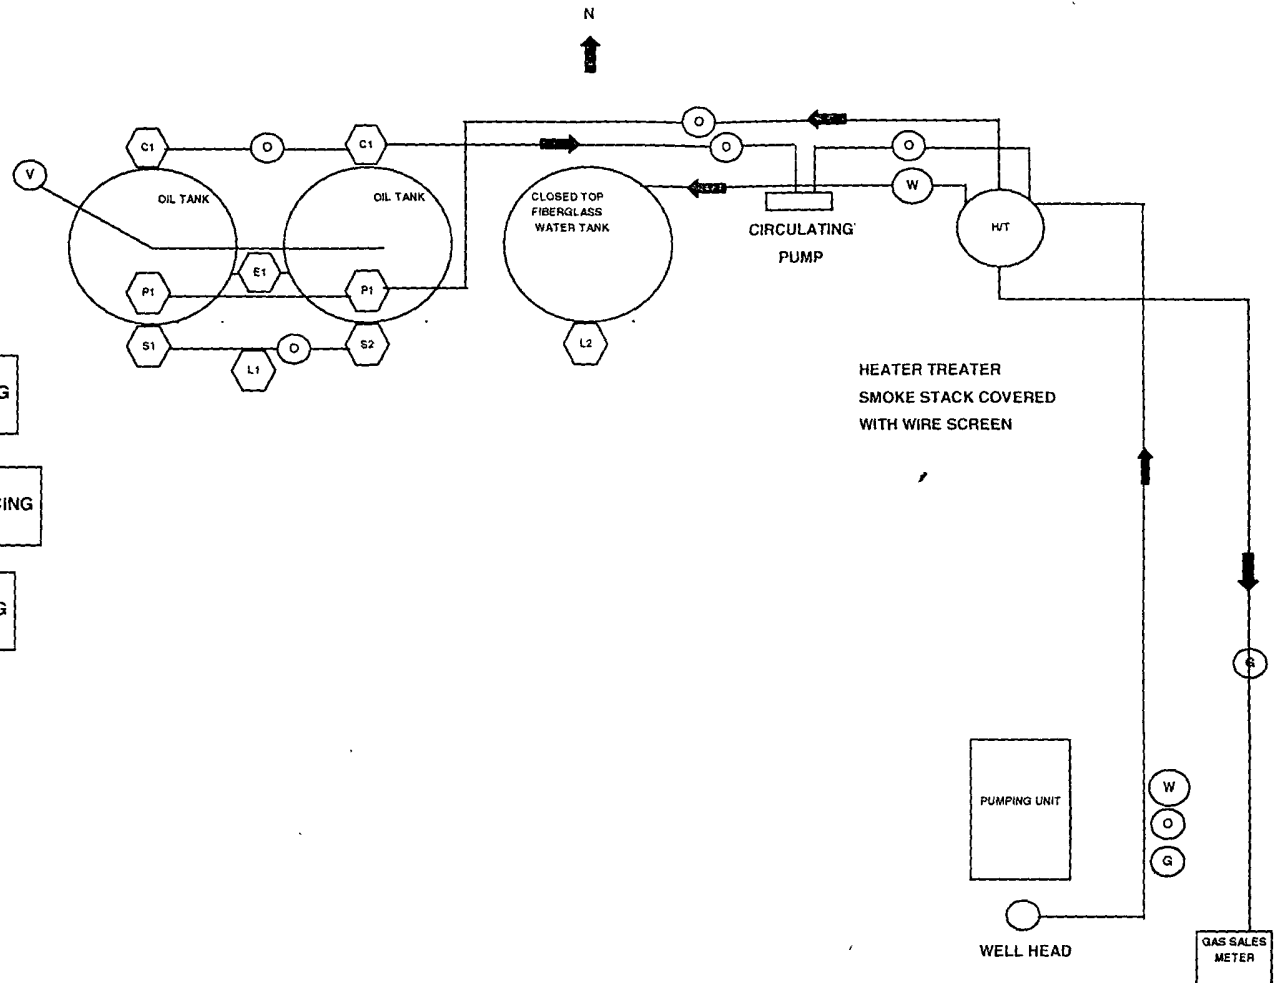 N
C1
O
C1
O
O
O
V
OIL TANK
OIL TANK
CLOSED TOP
FIBERGLASS
WATER TANK
W
CIRCULATING
PUMP
H/T
E1
P1
P1
S1
O
S2
L1
L2
G
HEATER TREATER
SMOKE STACK COVERED
WITH WIRE SCREEN
CING
G
G
PUMPING UNIT
W
O
G
WELL HEAD
GAS SALES
METER